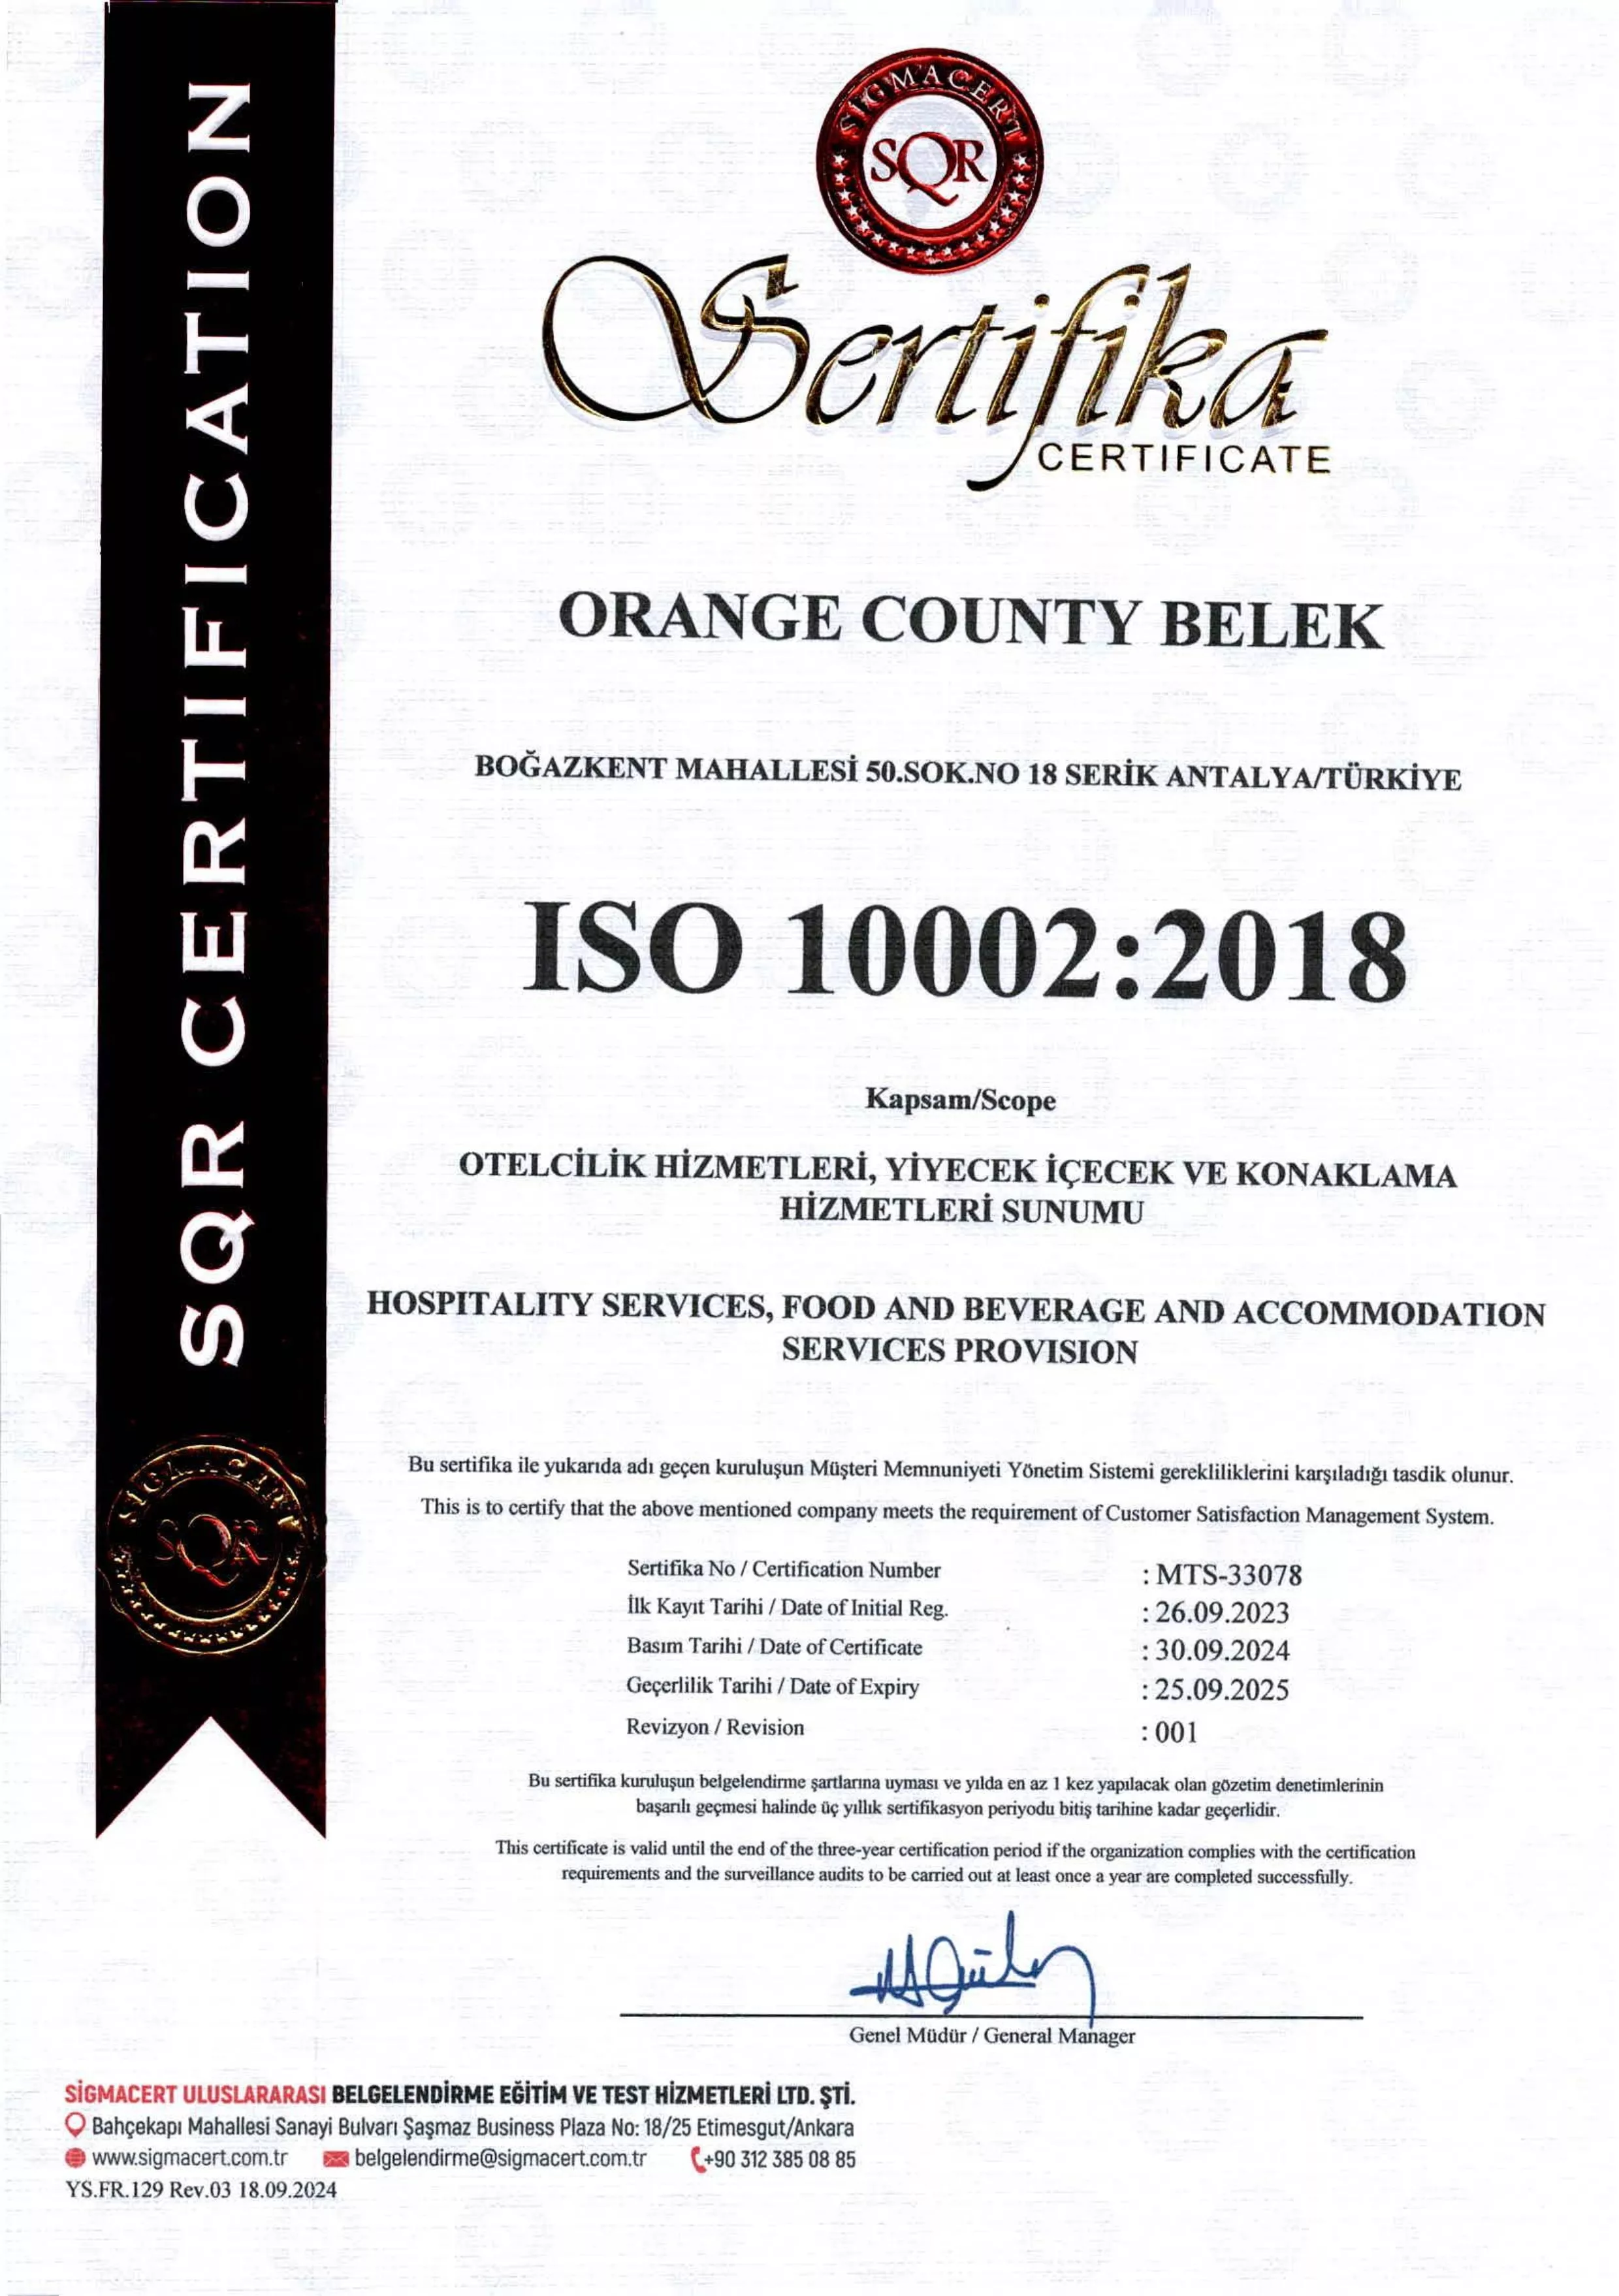 SQR CERTIFICATION
SIGMACERT
SQR
Sertifika
CERTIFICATE
ORANGE COUNTY BELEK
BOĞAZKENT MAHALLESİ 50.SOK.NO 18 SERİK ANTALYA/TÜRKİYE
ISO 10002:2018
Kapsam/Scope
OTELCİLİK HİZMETLERİ, YİYECEK İÇECEK VE KONAKLAMA
HİZMETLERİ SUNUMU
HOSPITALITY SERVICES, FOOD AND BEVERAGE AND ACCOMMODATION
SERVICES PROVISION
SIGMACERT
SQR
Bu sertifika ile yukarıda adı geçen kuruluşun Müşteri Memnuniyeti Yönetim Sistemi gerekliliklerini karşıladığı tasdik olunur.
This is to certify that the above mentioned company meets the requirement of Customer Satisfaction Management System.
Sertifika No / Certification Number : MTS-33078
İlk Kayıt Tarihi / Date of Initial Reg. : 26.09.2023
Basım Tarihi / Date of Certificate : 30.09.2024
Geçerlilik Tarihi / Date of Expiry : 25.09.2025
Revizyon / Revision : 001
Bu sertifika kuruluşun belgelendirme şartlarına uyması ve yılda en az 1 kez yapılacak olan gözetim denetimlerinin
başarılı geçmesi halinde üç yıllık sertifikasyon periyodu bitiş tarihine kadar geçerlidir.
This certificate is valid until the end of the three-year certification period if the organization complies with the certification
requirements and the surveillance audits to be carried out at least once a year are completed successfully.
Genel Müdür / General Manager
SİGMACERT ULUSLARARASI BELGELENDİRME EĞİTİM VE TEST HİZMETLERİ LTD. ŞTİ.
Bahçekapı Mahallesi Sanayi Bulvarı Şaşmaz Business Plaza No: 18/25 Etimesgut/Ankara
www.sigmacert.com.tr belgelendirme@sigmacert.com.tr +90 312 385 08 85
YS.FR.129 Rev.03 18.09.2024